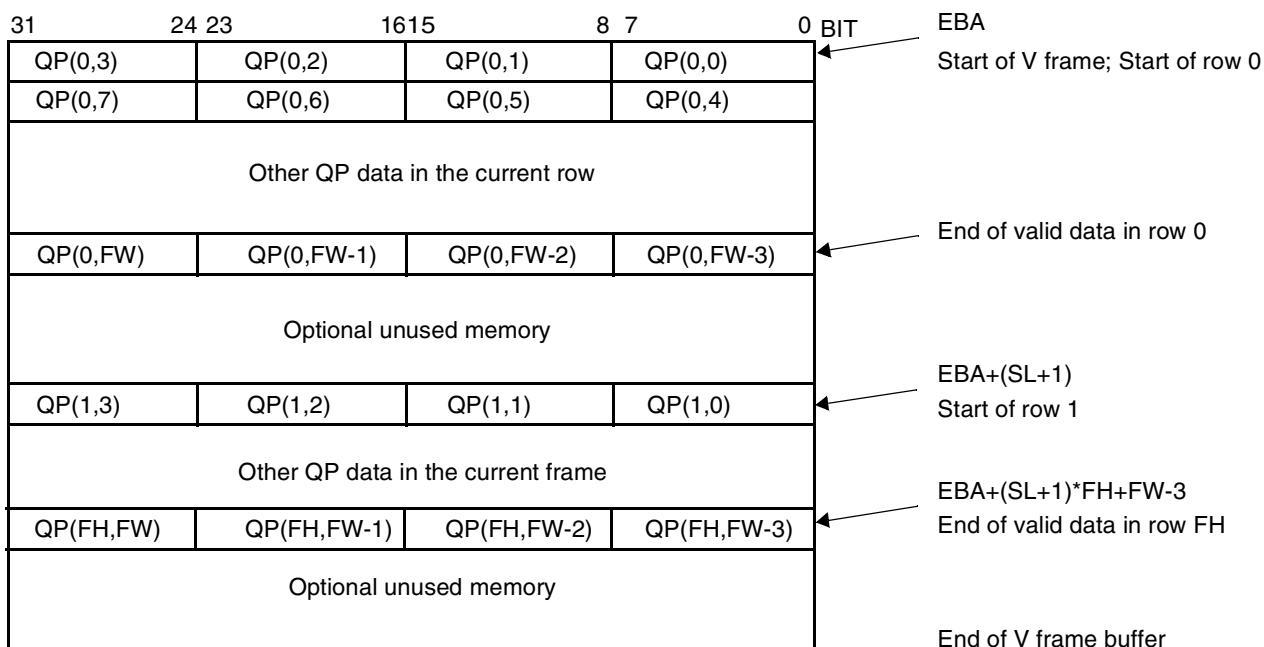 31 24 23 1615 8 7 0 BIT EBA
QP(0,3) QP(0,2) QP(0,1) QP(0,0) Start of V frame; Start of row 0
QP(0,7) QP(0,6) QP(0,5) QP(0,4)
Other QP data in the current row
End of valid data in row 0
QP(0,FW) QP(0,FW-1) QP(0,FW-2) QP(0,FW-3)
Optional unused memory
EBA+(SL+1)
QP(1,3) QP(1,2) QP(1,1) QP(1,0) Start of row 1
Other QP data in the current frame
EBA+(SL+1)*FH+FW-3
QP(FH,FW) QP(FH,FW-1) QP(FH,FW-2) QP(FH,FW-3) End of valid data in row FH
Optional unused memory
End of V frame buffer